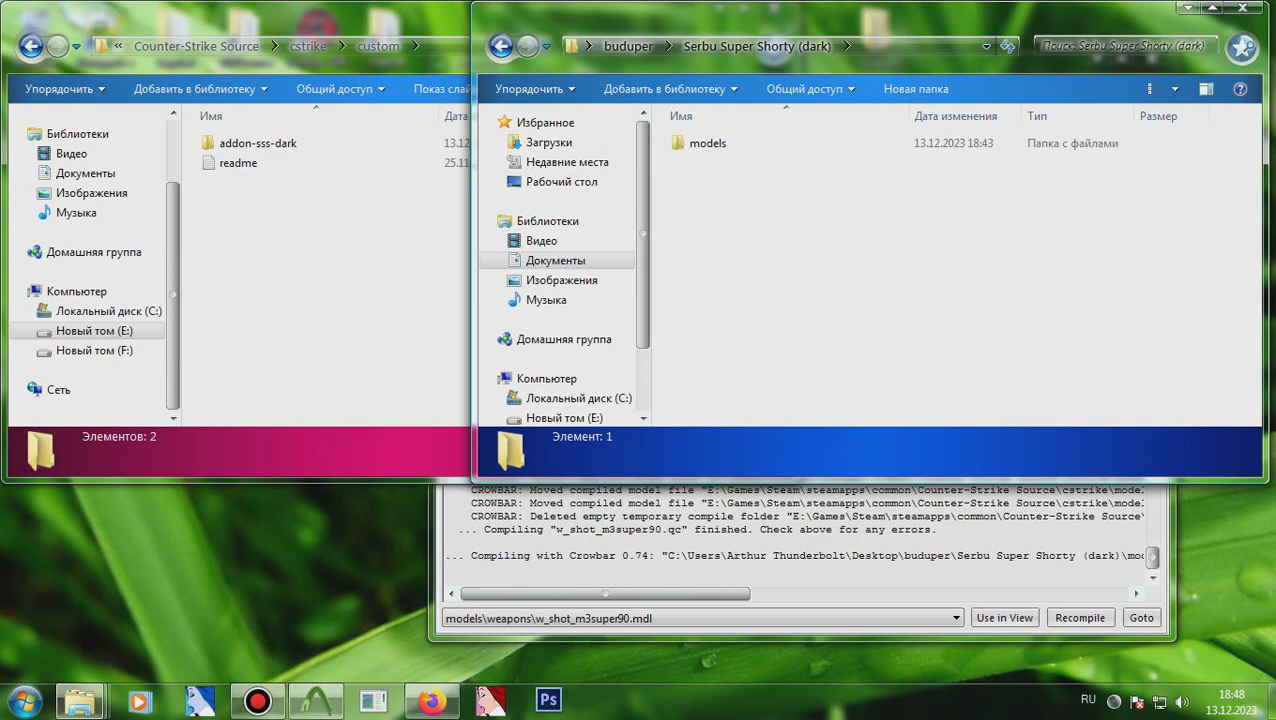 Counter-Strike Source
cstrike
custom
Упорядочить
Добавить в библиотеку
Общий доступ
Показ слай
Имя
Дата
Библиотеки
Видео
Документы
Изображения
Музыка
Домашняя группа
Компьютер
Локальный диск (C:)
Новый том (E:)
Новый том (F:)
Сеть
addon-sss-dark
13.12
readme
25.11
Элементов: 2
buduper
Serbu Super Shorty (dark)
Поиск: Serbu Super Shorty (dark)
Упорядочить
Добавить в библиотеку
Общий доступ
Новая папка
Имя
Дата изменения
Тип
Размер
Избранное
Загрузки
Недавние места
Рабочий стол
Библиотеки
Видео
Документы
Изображения
Музыка
Домашняя группа
Компьютер
Локальный диск (C:)
Новый том (E:)
models
13.12.2023 18:43
Папка с файлами
Элемент: 1
CROWBAR: Moved compiled model file "E:\Games\Steam\steamapps\common\Counter-Strike Source\cstrike\mode
CROWBAR: Moved compiled model file "E:\Games\Steam\steamapps\common\Counter-Strike Source\cstrike\mode
CROWBAR: Deleted empty temporary compile folder "E:\Games\Steam\steamapps\common\Counter-Strike Source\
... Compiling "w_shot_m3super90.qc" finished. Check above for any errors.
... Compiling with Crowbar 0.74: "C:\Users\Arthur Thunderbolt\Desktop\buduper\Serbu Super Shorty (dark)\mod
models\weapons\w_shot_m3super90.mdl
Use in View
Recompile
Goto
Ps
RU
18:48
13.12.2023